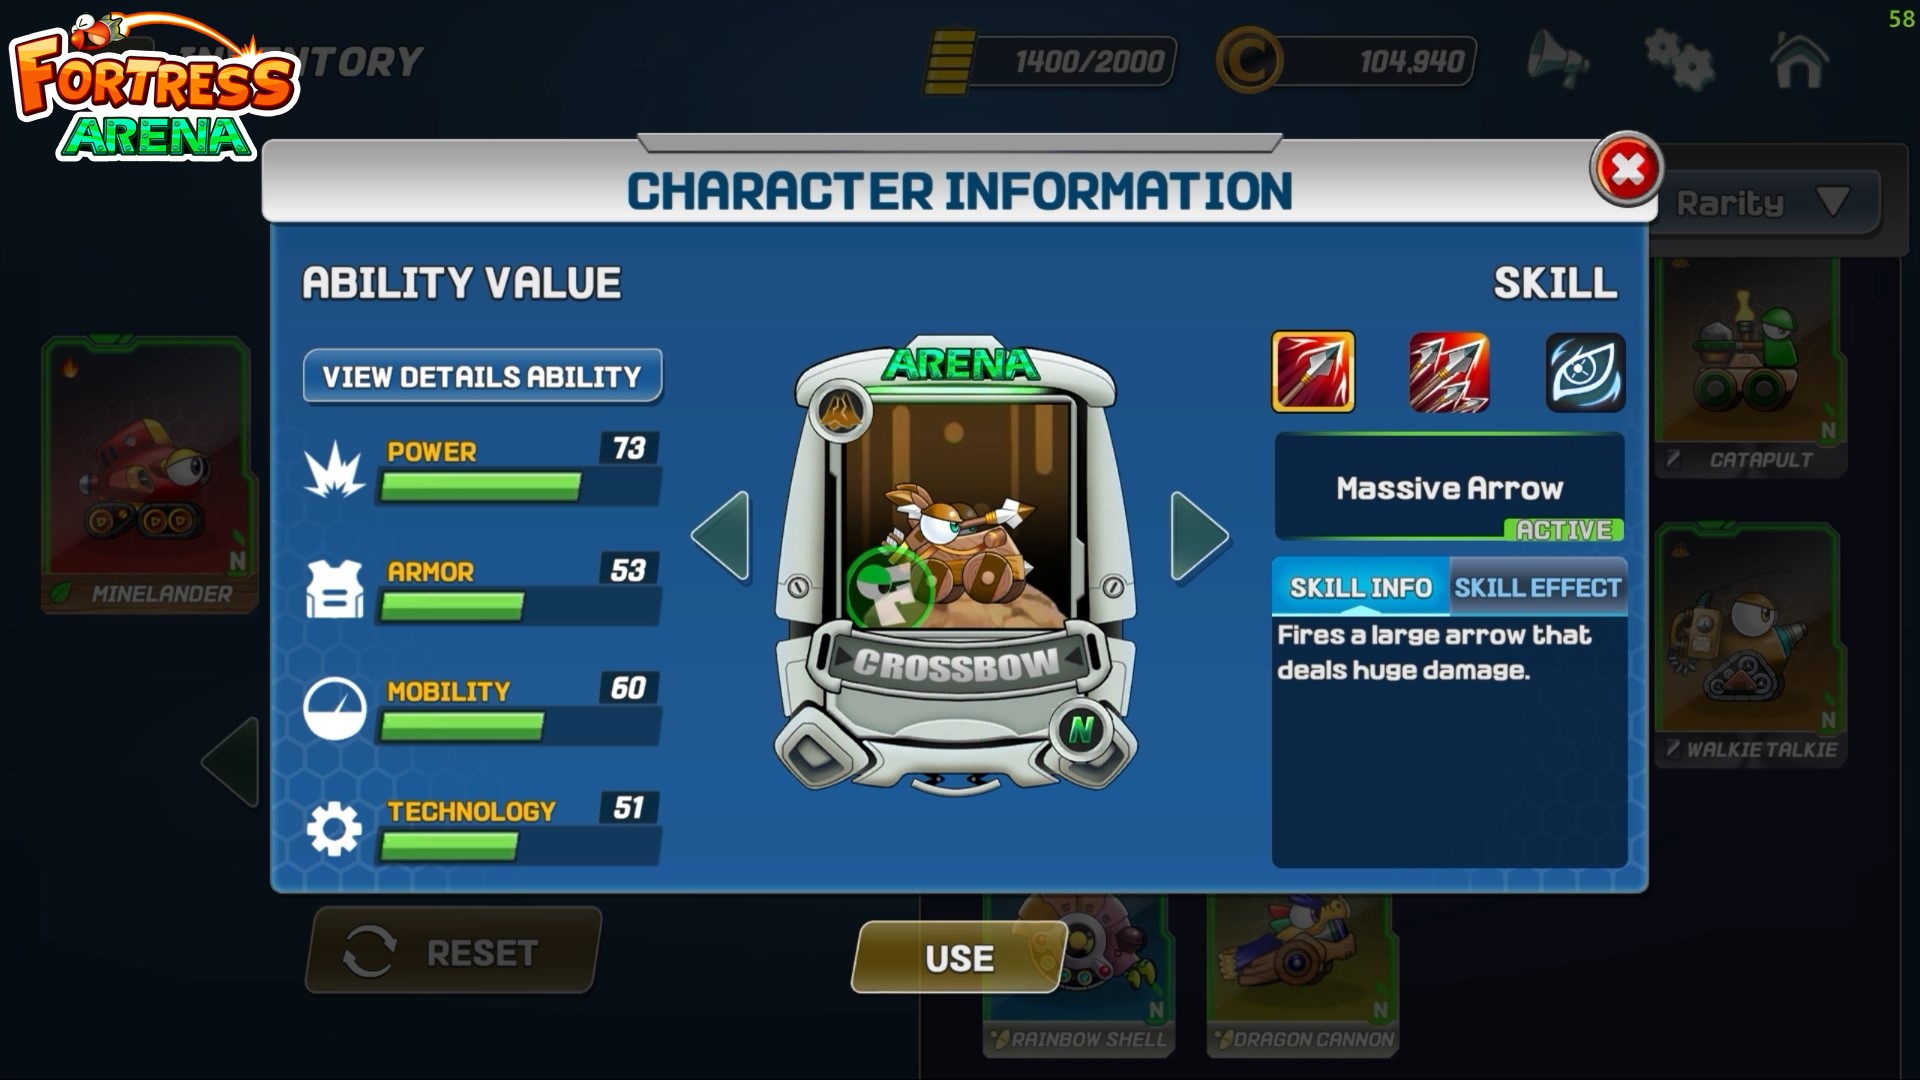 58
FORTRESS
ARENA
NTORY
1400/2000
104,940
CHARACTER INFORMATION
Rarity
ABILITY VALUE
SKILL
VIEW DETAILS ABILITY
ARENA
POWER 73
ARMOR 53
MOBILITY 60
TECHNOLOGY 51
CROSSBOW
N
Massive Arrow
ACTIVE
SKILL INFO
SKILL EFFECT
Fires a large arrow that
deals huge damage.
N
MINELANDER
N
CATAPULT
N
WALKIE TALKIE
RESET
USE
N
RAINBOW SHELL
N
DRAGON CANNON